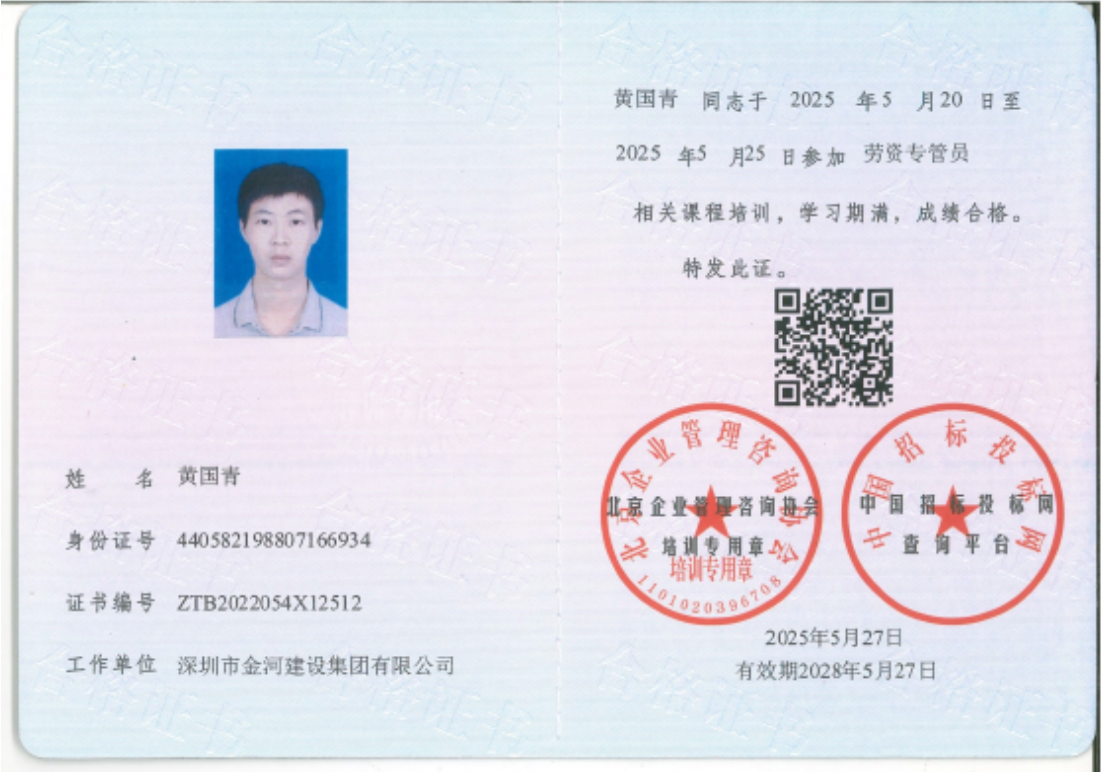 姓 名 黄国青
身份证号 440582198807166934
证书编号 ZTB2022054X12512
工作单位 深圳市金河建设集团有限公司
黄国青 同志于 2025 年5 月20 日至
2025 年5 月25 日参加 劳资专管员
相关课程培训，学习期满，成绩合格。
特发此证。
北京企业管理咨询协会
北京企业管理咨询协会
培训专用章
培训专用章
1101020396708
中国招标投标网
中国招标投标网
查询平台
2025年5月27日
有效期2028年5月27日
合格证书